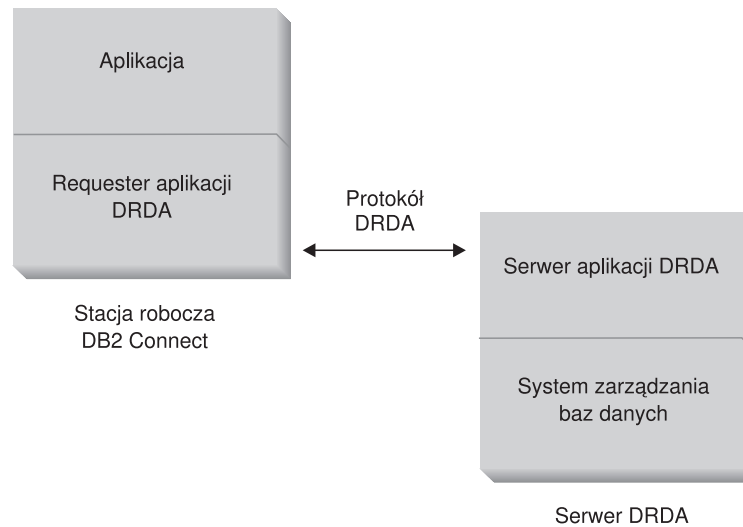 Aplikacja
Requester aplikacji
DRDA
Stacja robocza
DB2 Connect
Protokół
DRDA
Serwer aplikacji DRDA
System zarządzania
baz danych
Serwer DRDA